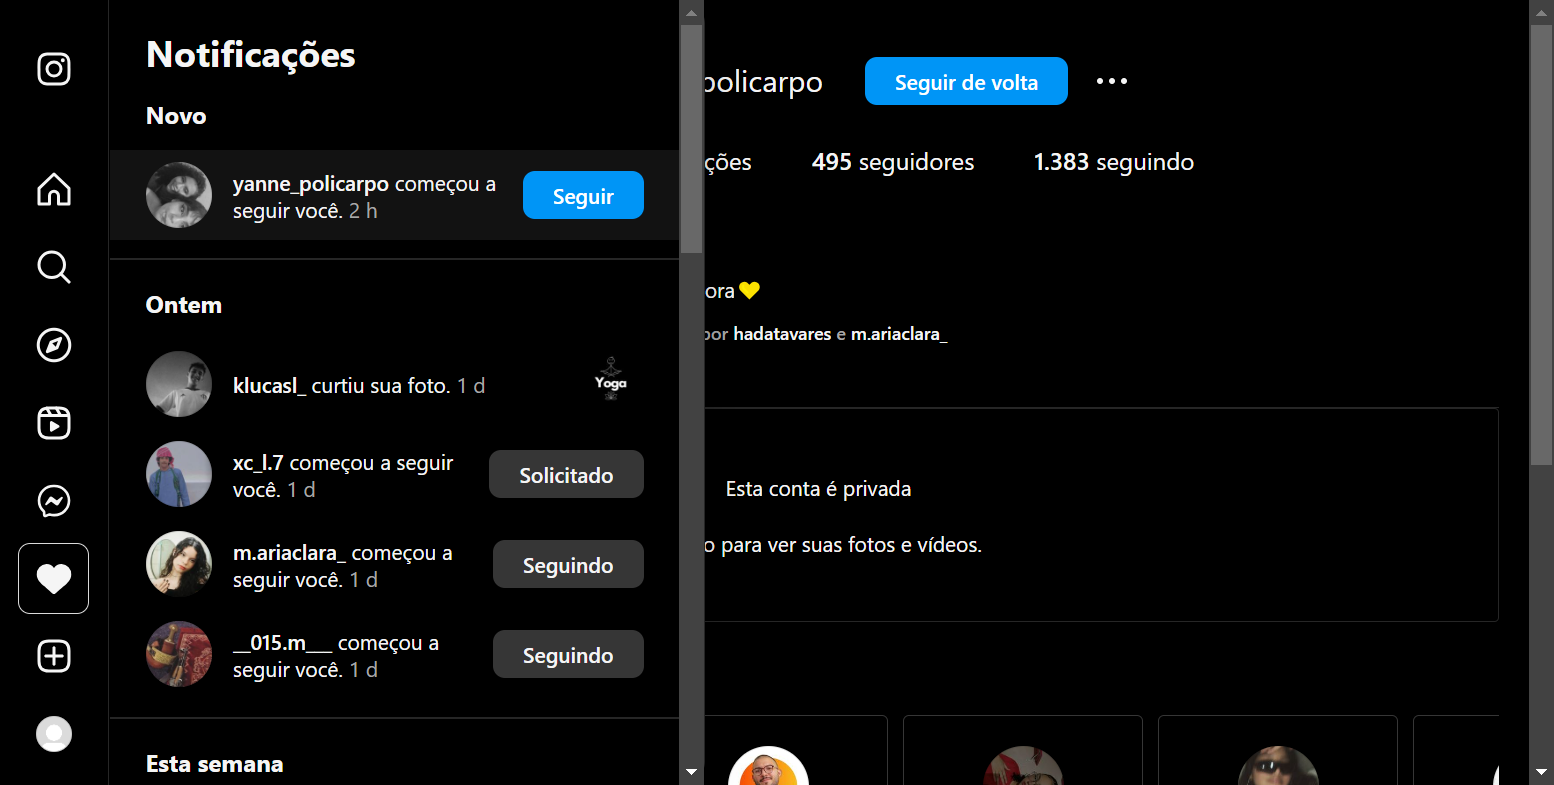 Notificações
Novo
yanne_policarpo começou a
seguir você. 2 h
Seguir
Ontem
klucasl_ curtiu sua foto. 1 d
Yoga
xc_l.7 começou a seguir
você. 1 d
Solicitado
m.ariaclara_ começou a
seguir você. 1 d
Seguindo
__015.m___ começou a
seguir você. 1 d
Seguindo
Esta semana
policarpo
Seguir de volta
ções 495 seguidores 1.383 seguindo
ora
por hadatavares e m.ariaclara_
Esta conta é privada
o para ver suas fotos e vídeos.